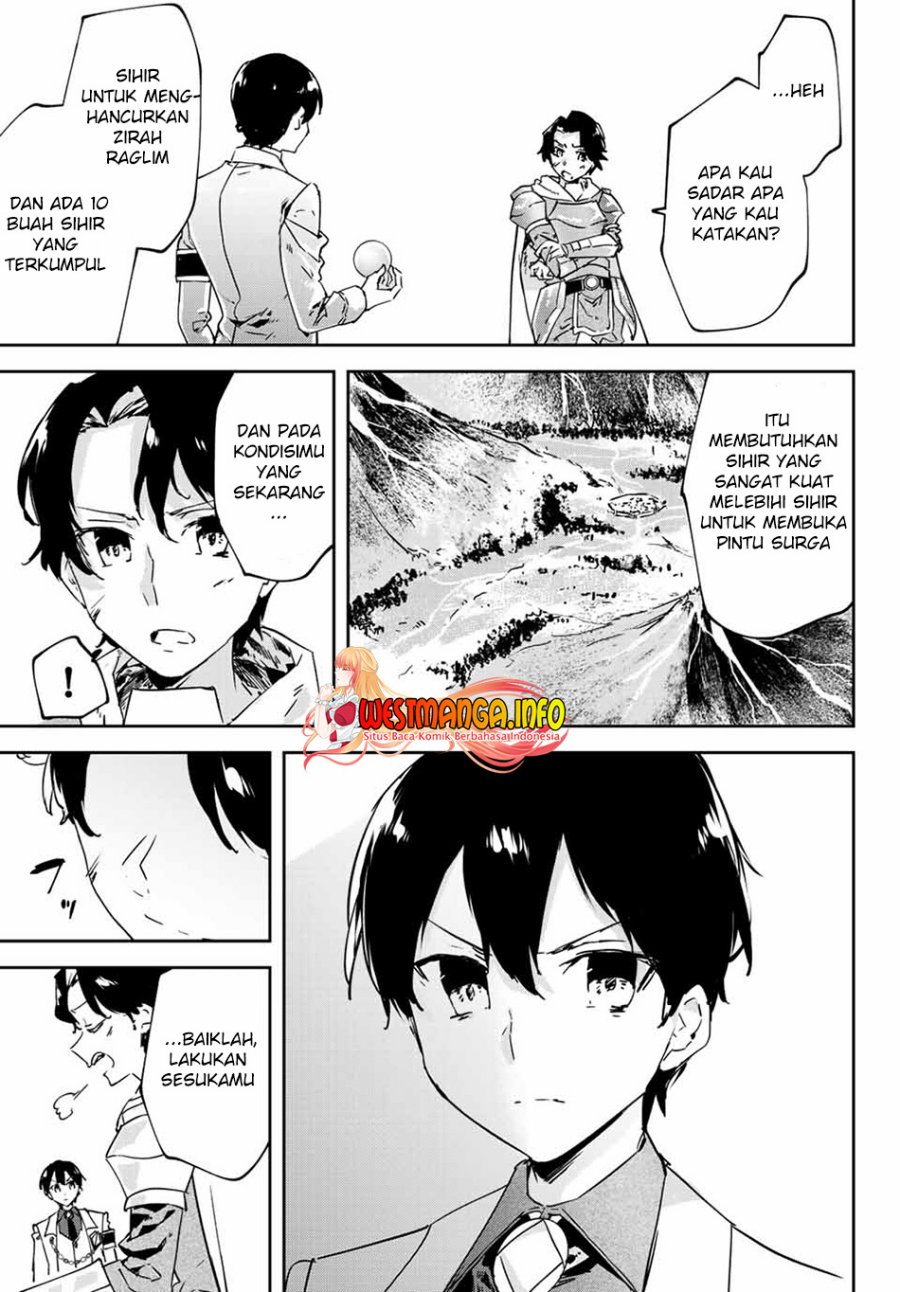 ...HEH
APA KAU
SADAR APA
YANG KAU
KATAKAN?
SIHIR
UNTUK MENG-
HANCURKAN
ZIRAH
RAGLIM
DAN ADA 10
BUAH SIHIR
YANG
TERKUMPUL
ITU
MEMBUTUHKAN
SIHIR YANG
SANGAT KUAT
MELEBIHI SIHIR
UNTUK MEMBUKA
PINTU SURGA
DAN PADA
KONDISIMU
YANG
SEKARANG
...
!
WESTMANGA.INFO
Situs Baca Komik Berbahasa Indonesia
フッ
...BAIKLAH,
LAKUKAN
SESUKAMU